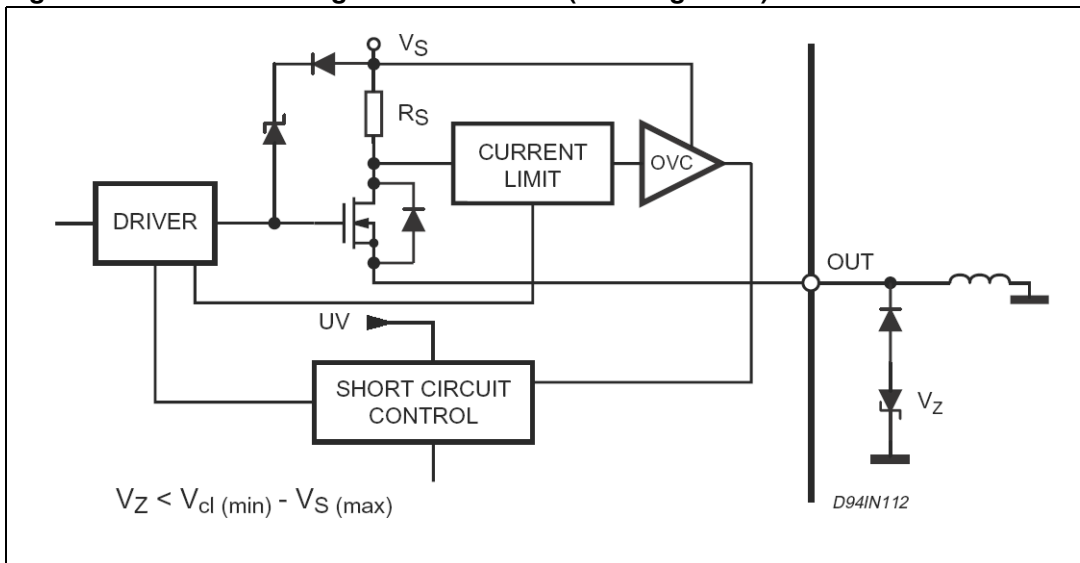 V_S
R_S
CURRENT
LIMIT
OVC
DRIVER
OUT
UV
SHORT CIRCUIT
CONTROL
V_Z
V_Z < V_cl (min) - V_S (max)
D94IN112